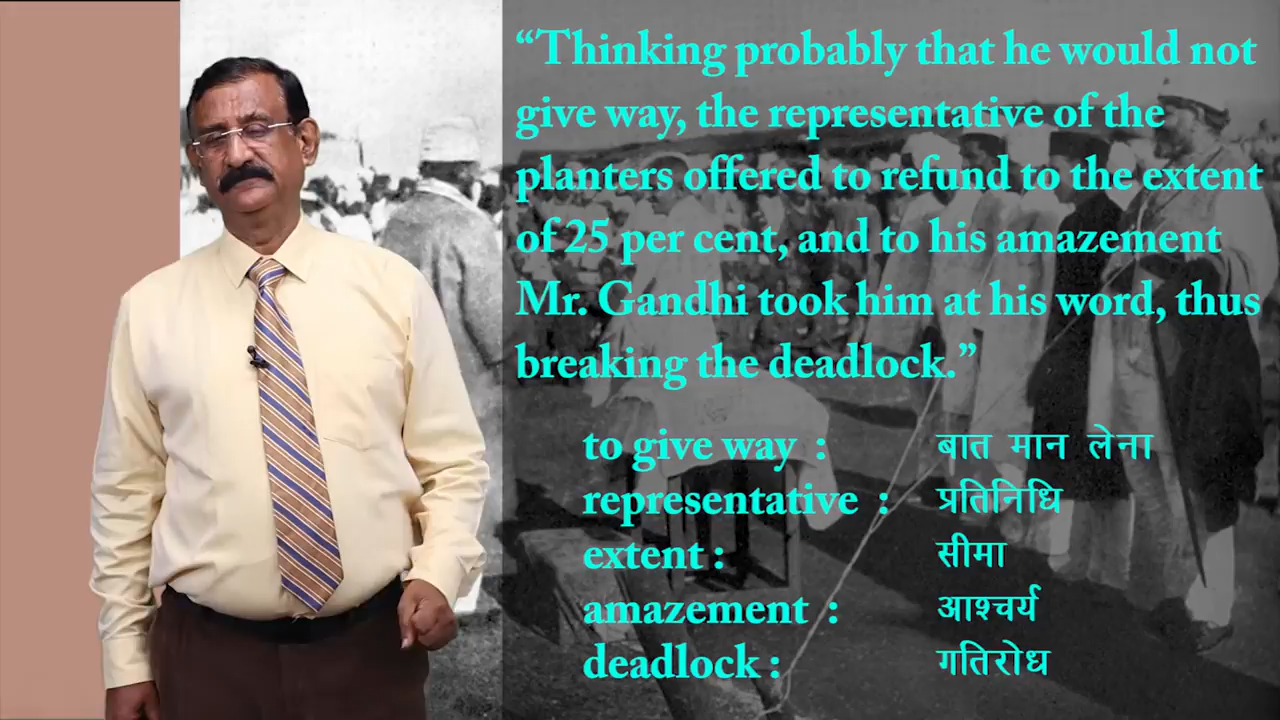 “Thinking probably that he would not
give way, the representative of the
planters offered to refund to the extent
of 25 per cent, and to his amazement
Mr. Gandhi took him at his word, thus
breaking the deadlock.”
to give way : बात मान लेना
representative : प्रतिनिधि
extent : सीमा
amazement : आश्चर्य
deadlock : गतिरोध